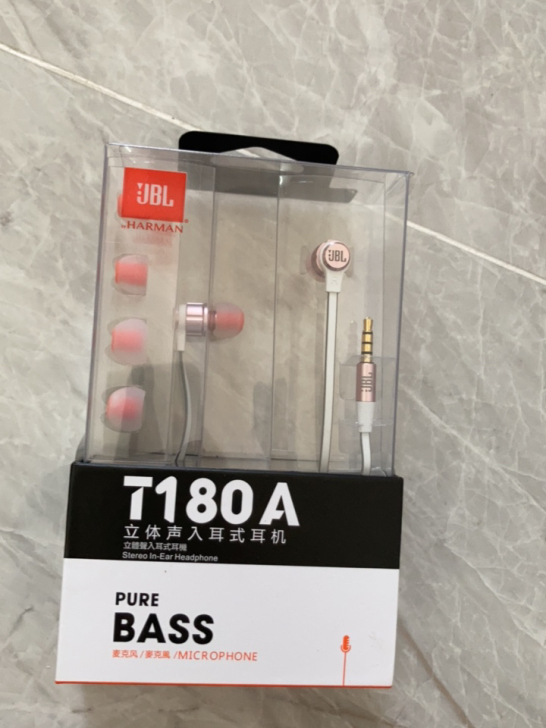 JBL
by HARMAN
JBL
JBL
T180A
立体声入耳式耳机
立體聲入耳式耳機
Stereo In-Ear Headphone
PURE
BASS
麦克风/麥克風/MICROPHONE